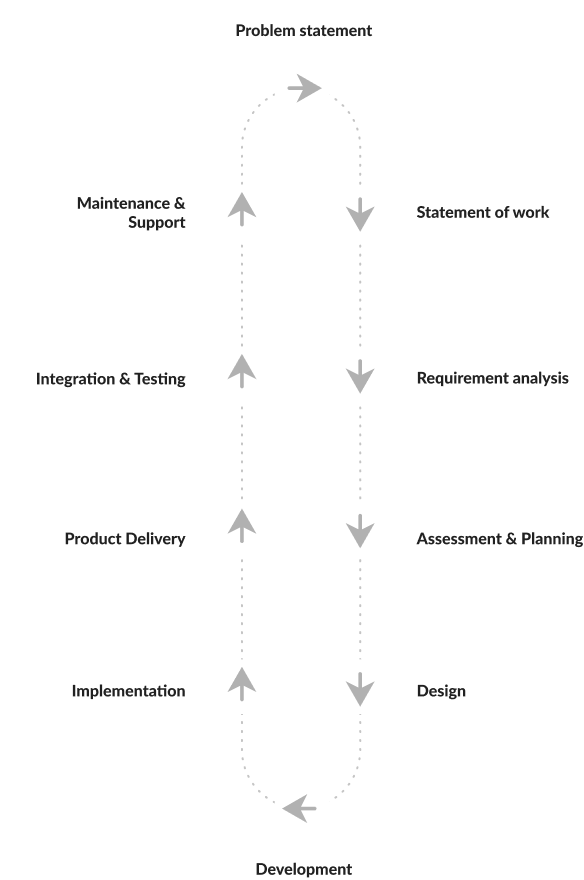 Problem statement
Maintenance &
Support
Statement of work
Integration & Testing
Requirement analysis
Product Delivery
Assessment & Planning
Implementation
Design
Development